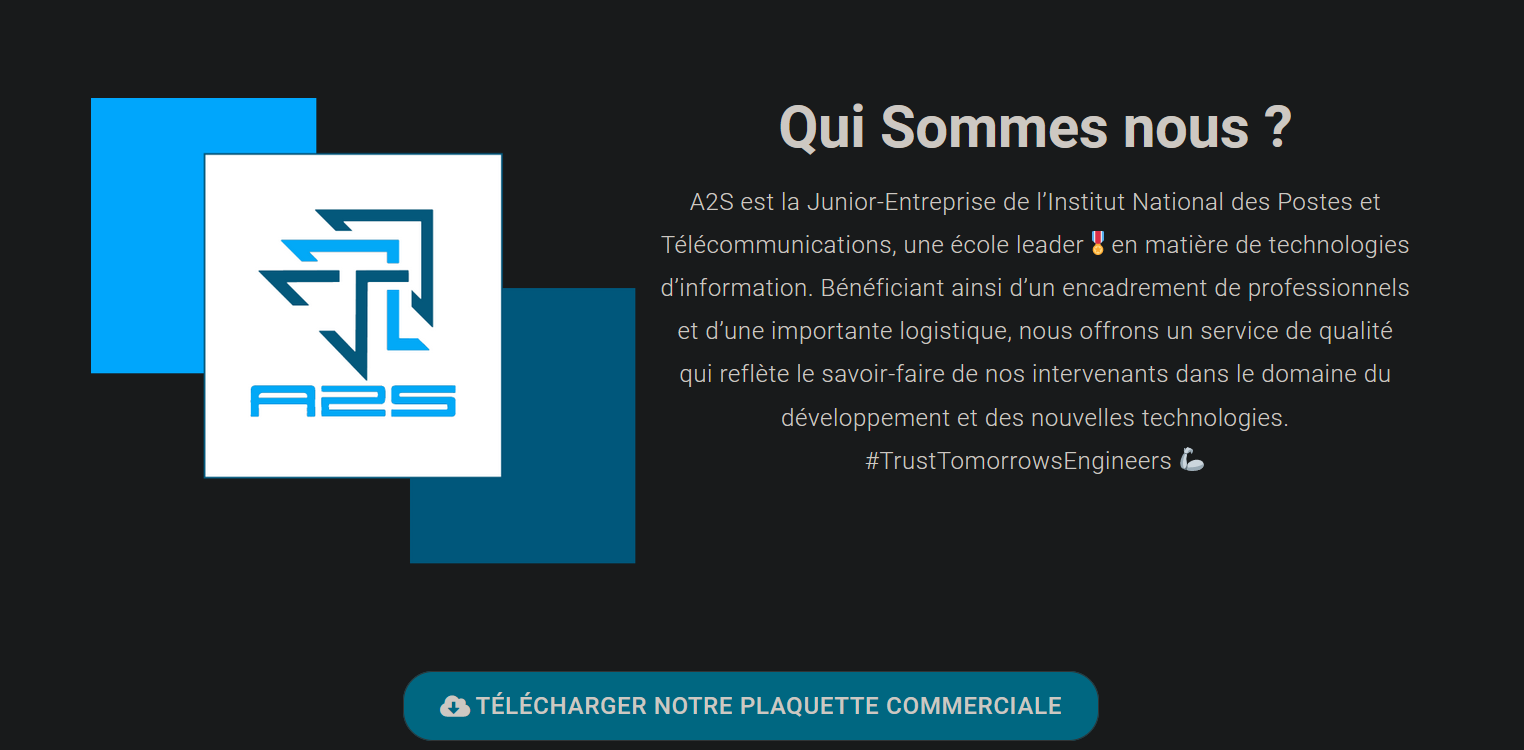 A2S
Qui Sommes nous ?
A2S est la Junior-Entreprise de l’Institut National des Postes et
Télécommunications, une école leader🎖️en matière de technologies
d’information. Bénéficiant ainsi d’un encadrement de professionnels
et d’une importante logistique, nous offrons un service de qualité
qui reflète le savoir-faire de nos intervenants dans le domaine du
développement et des nouvelles technologies.
#TrustTomorrowsEngineers 🦾
TÉLÉCHARGER NOTRE PLAQUETTE COMMERCIALE